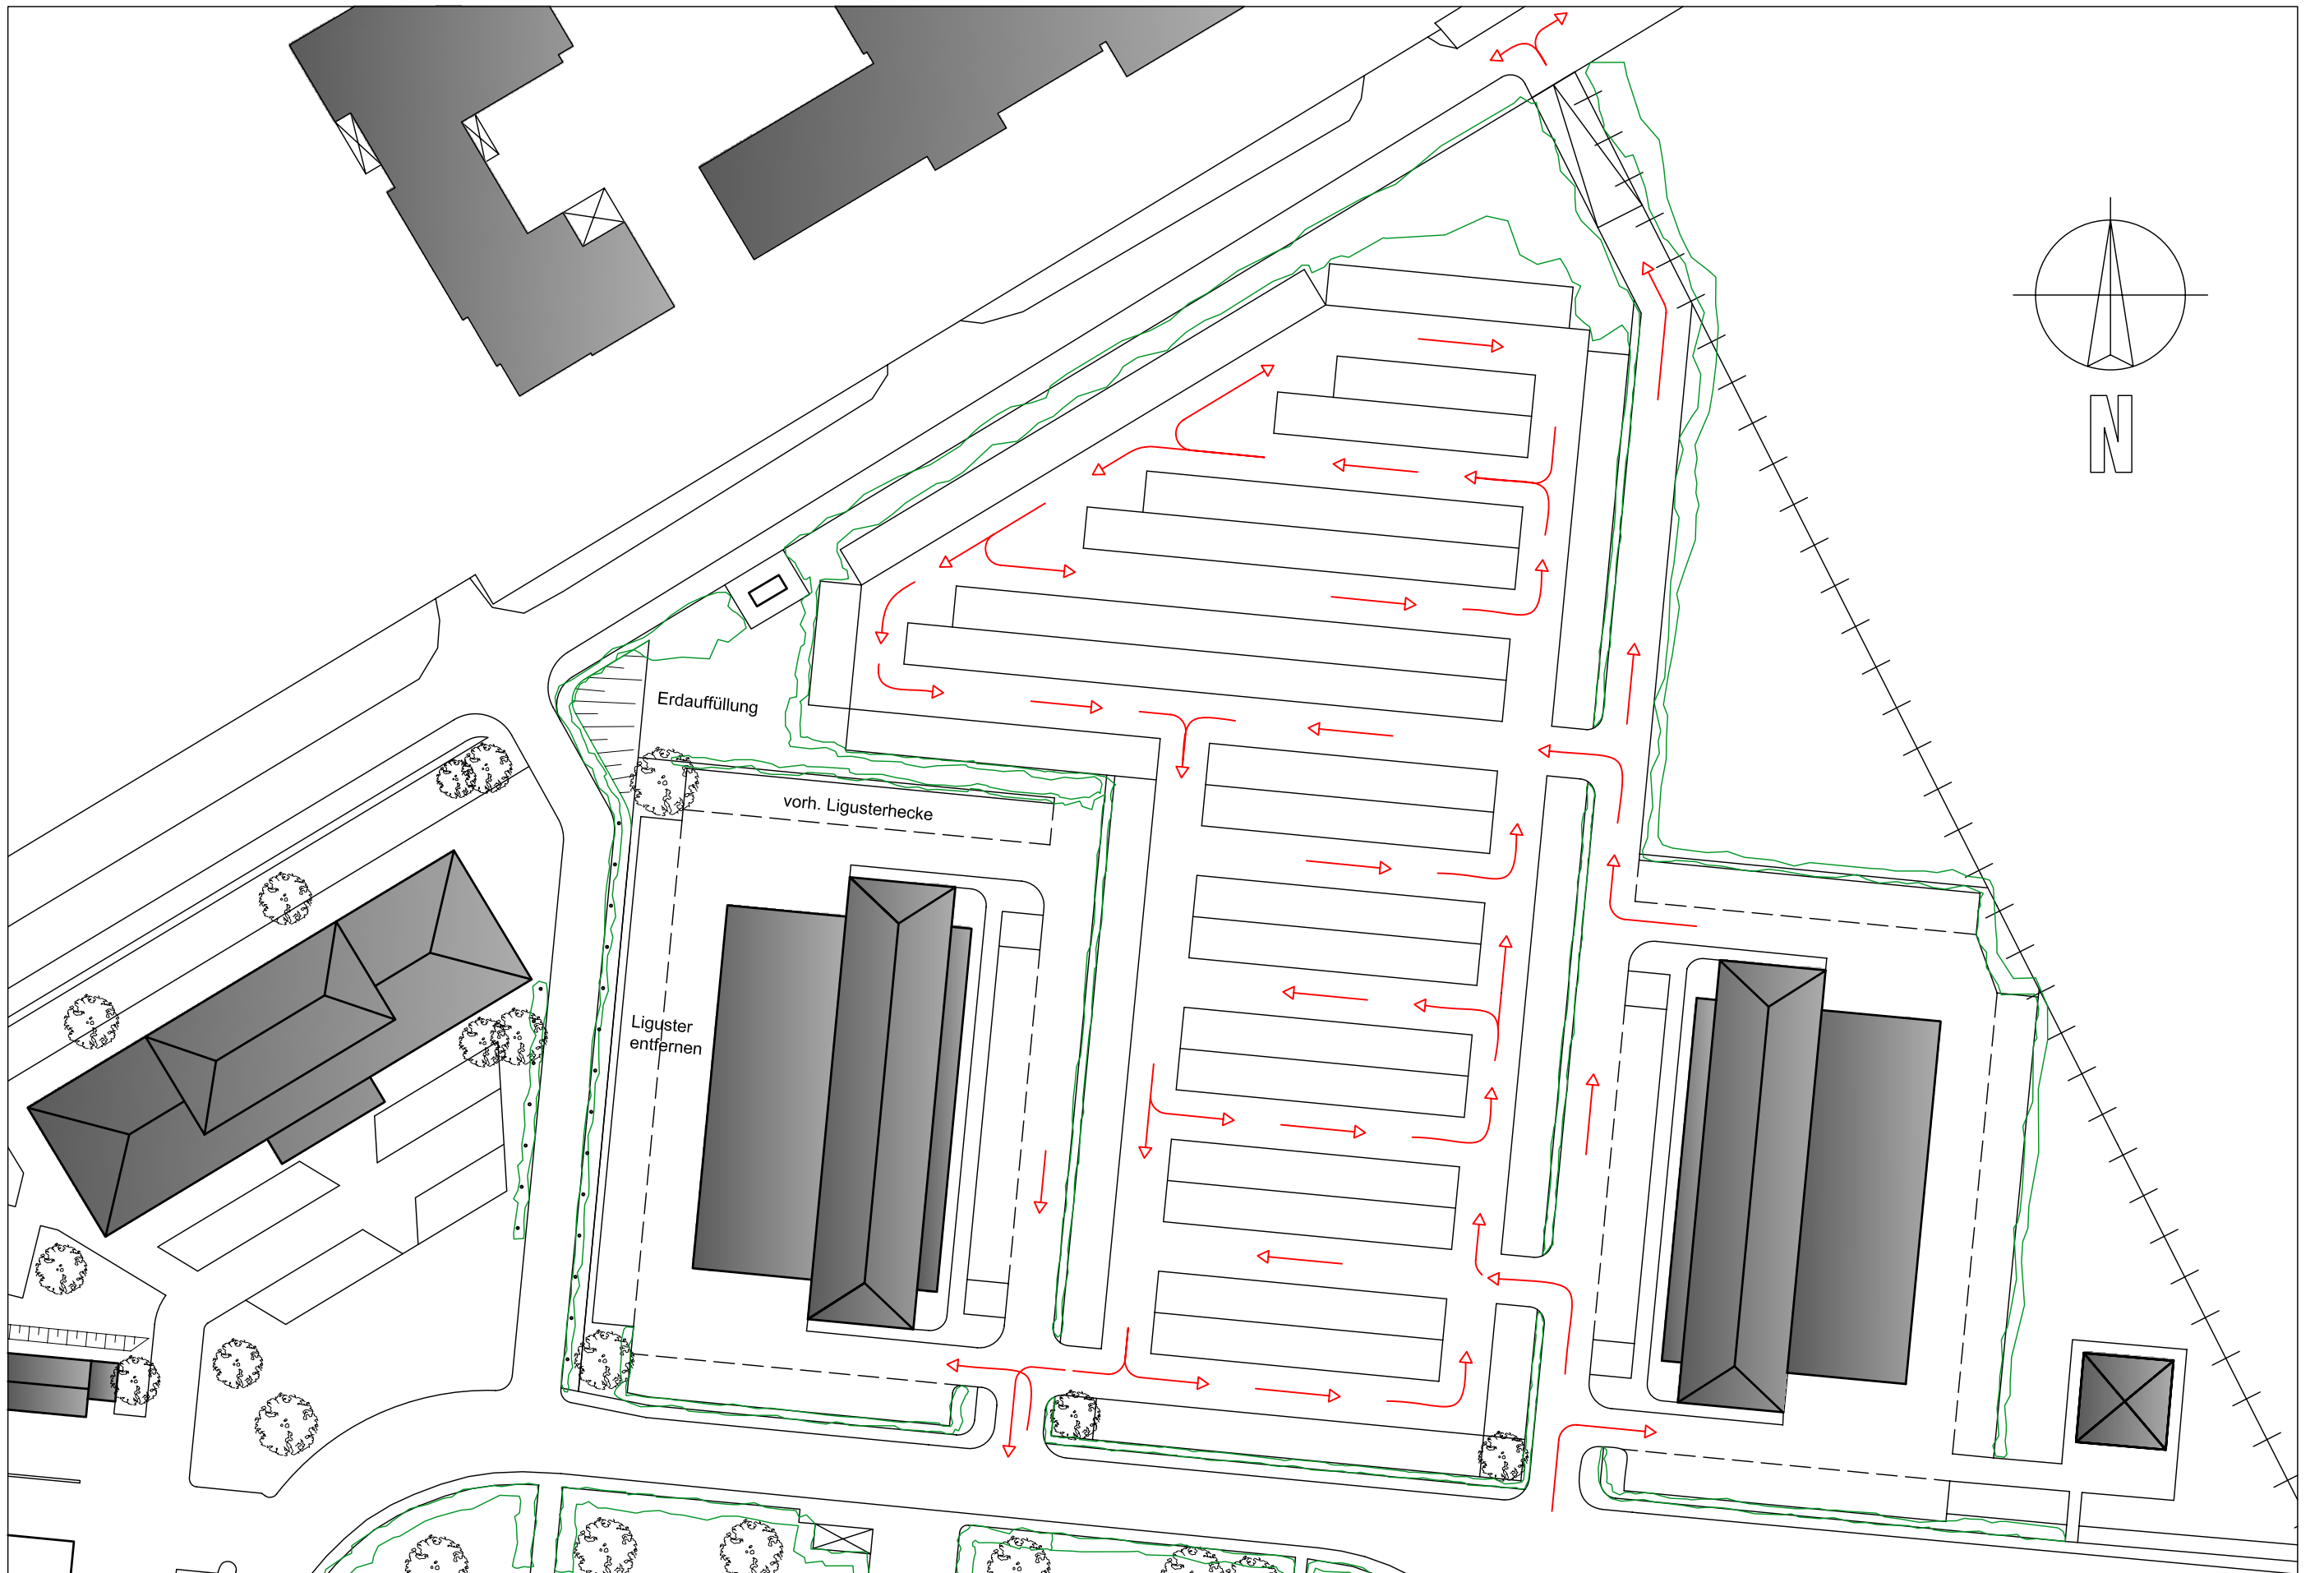 N
Erdauffüllung
vorh. Ligusterhecke
Liguster
entfernen